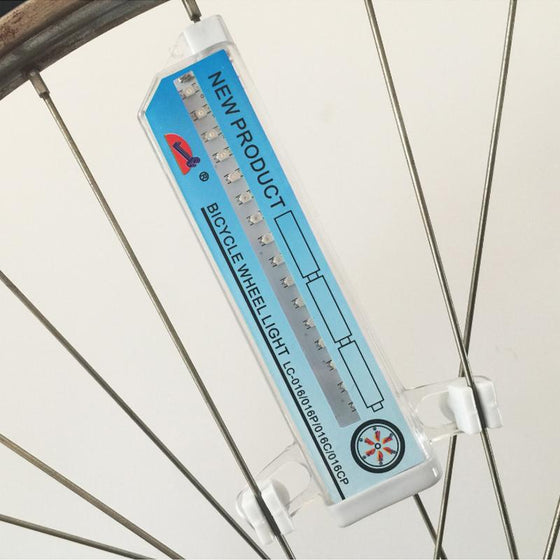 NEW PRODUCT
®
BICYCLE WHEEL LIGHT LC-016/016P/016C/016CP